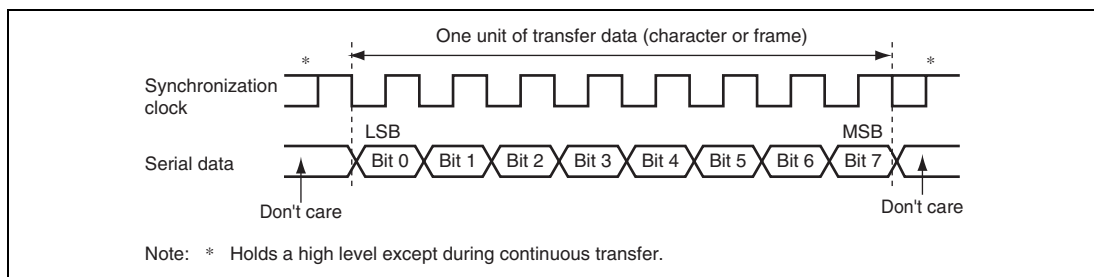 One unit of transfer data (character or frame)
*
*
Synchronization
clock
LSB
MSB
Serial data
Bit 0
Bit 1
Bit 2
Bit 3
Bit 4
Bit 5
Bit 6
Bit 7
Don't care
Don't care
Note: * Holds a high level except during continuous transfer.